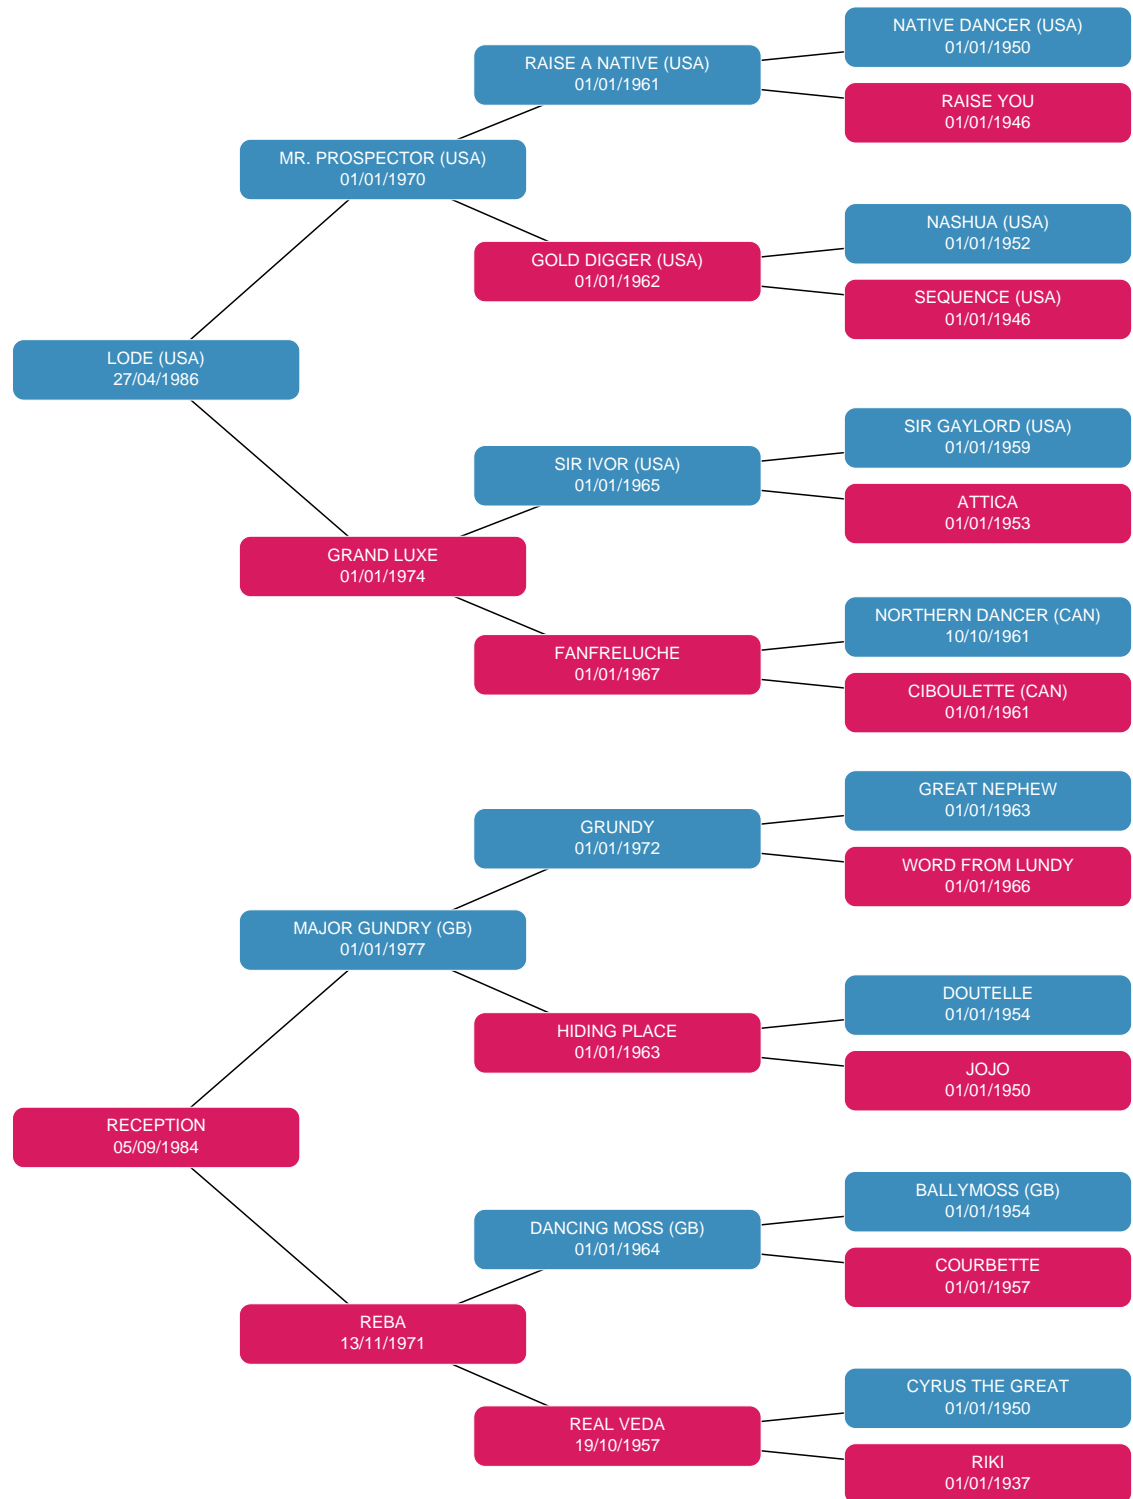 NATIVE DANCER (USA)
01/01/1950
RAISE A NATIVE (USA)
01/01/1961
RAISE YOU
01/01/1946
MR. PROSPECTOR (USA)
01/01/1970
NASHUA (USA)
01/01/1952
GOLD DIGGER (USA)
01/01/1962
SEQUENCE (USA)
01/01/1946
LODE (USA)
27/04/1986
SIR GAYLORD (USA)
01/01/1959
SIR IVOR (USA)
01/01/1965
ATTICA
01/01/1953
GRAND LUXE
01/01/1974
NORTHERN DANCER (CAN)
10/10/1961
FANFRELUCHE
01/01/1967
CIBOULETTE (CAN)
01/01/1961
GREAT NEPHEW
01/01/1963
GRUNDY
01/01/1972
WORD FROM LUNDY
01/01/1966
MAJOR GUNDRY (GB)
01/01/1977
DOUTELLE
01/01/1954
HIDING PLACE
01/01/1963
JOJO
01/01/1950
RECEPTION
05/09/1984
BALLYMOSS (GB)
01/01/1954
DANCING MOSS (GB)
01/01/1964
COURBETTE
01/01/1957
REBA
13/11/1971
CYRUS THE GREAT
01/01/1950
REAL VEDA
19/10/1957
RIKI
01/01/1937